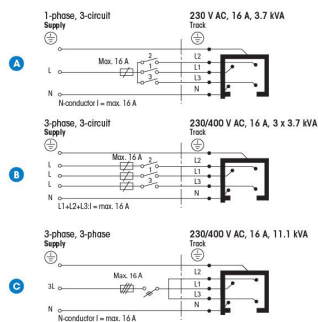 1-phase, 3-circuit
Supply
230 V AC, 16 A, 3.7 kVA
Track
A
L
Max. 16 A
2
1
3
L2
L1
L3
N
N
N-conductor I = max. 16 A
3-phase, 3-circuit
Supply
230/400 V AC, 16 A, 3 x 3.7 kVA
Track
B
L
L
L
Max. 16 A
2
1
3
L2
L1
L3
N
N
L1+L2+L3:I = max. 16 A
3-phase, 3-phase
Supply
230/400 V AC, 16 A, 11.1 kVA
Track
C
3L
Max. 16 A
L2
L1
L3
N
N
N-conductor I = max. 16 A